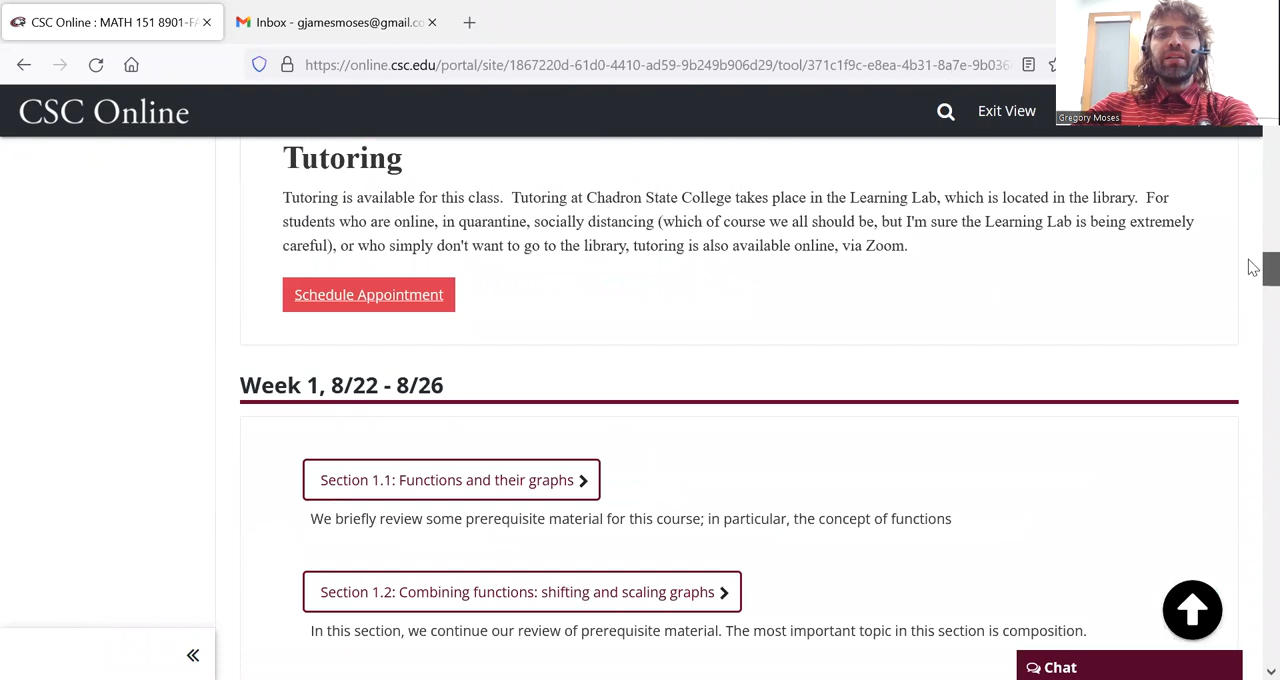 CSC Online : MATH 151 8901-FA
Inbox - gjamesmoses@gmail.co
https://online.csc.edu/portal/site/1867220d-61d0-4410-ad59-9b249b906d29/tool/371c1f9c-e8ea-4b31-8a7e-9b036
Gregory Moses
CSC Online
Exit View
Tutoring
Tutoring is available for this class. Tutoring at Chadron State College takes place in the Learning Lab, which is located in the library. For
students who are online, in quarantine, socially distancing (which of course we all should be, but I'm sure the Learning Lab is being extremely
careful), or who simply don't want to go to the library, tutoring is also available online, via Zoom.
Schedule Appointment
Week 1, 8/22 - 8/26
Section 1.1: Functions and their graphs
We briefly review some prerequisite material for this course; in particular, the concept of functions
Section 1.2: Combining functions: shifting and scaling graphs
In this section, we continue our review of prerequisite material. The most important topic in this section is composition.
Chat